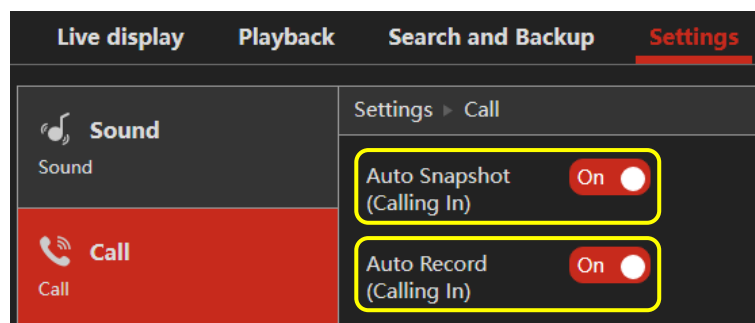 Live display Playback Search and Backup Settings
Sound
Sound
Call
Call
Settings Call
Auto Snapshot On
(Calling In)
Auto Record On
(Calling In)